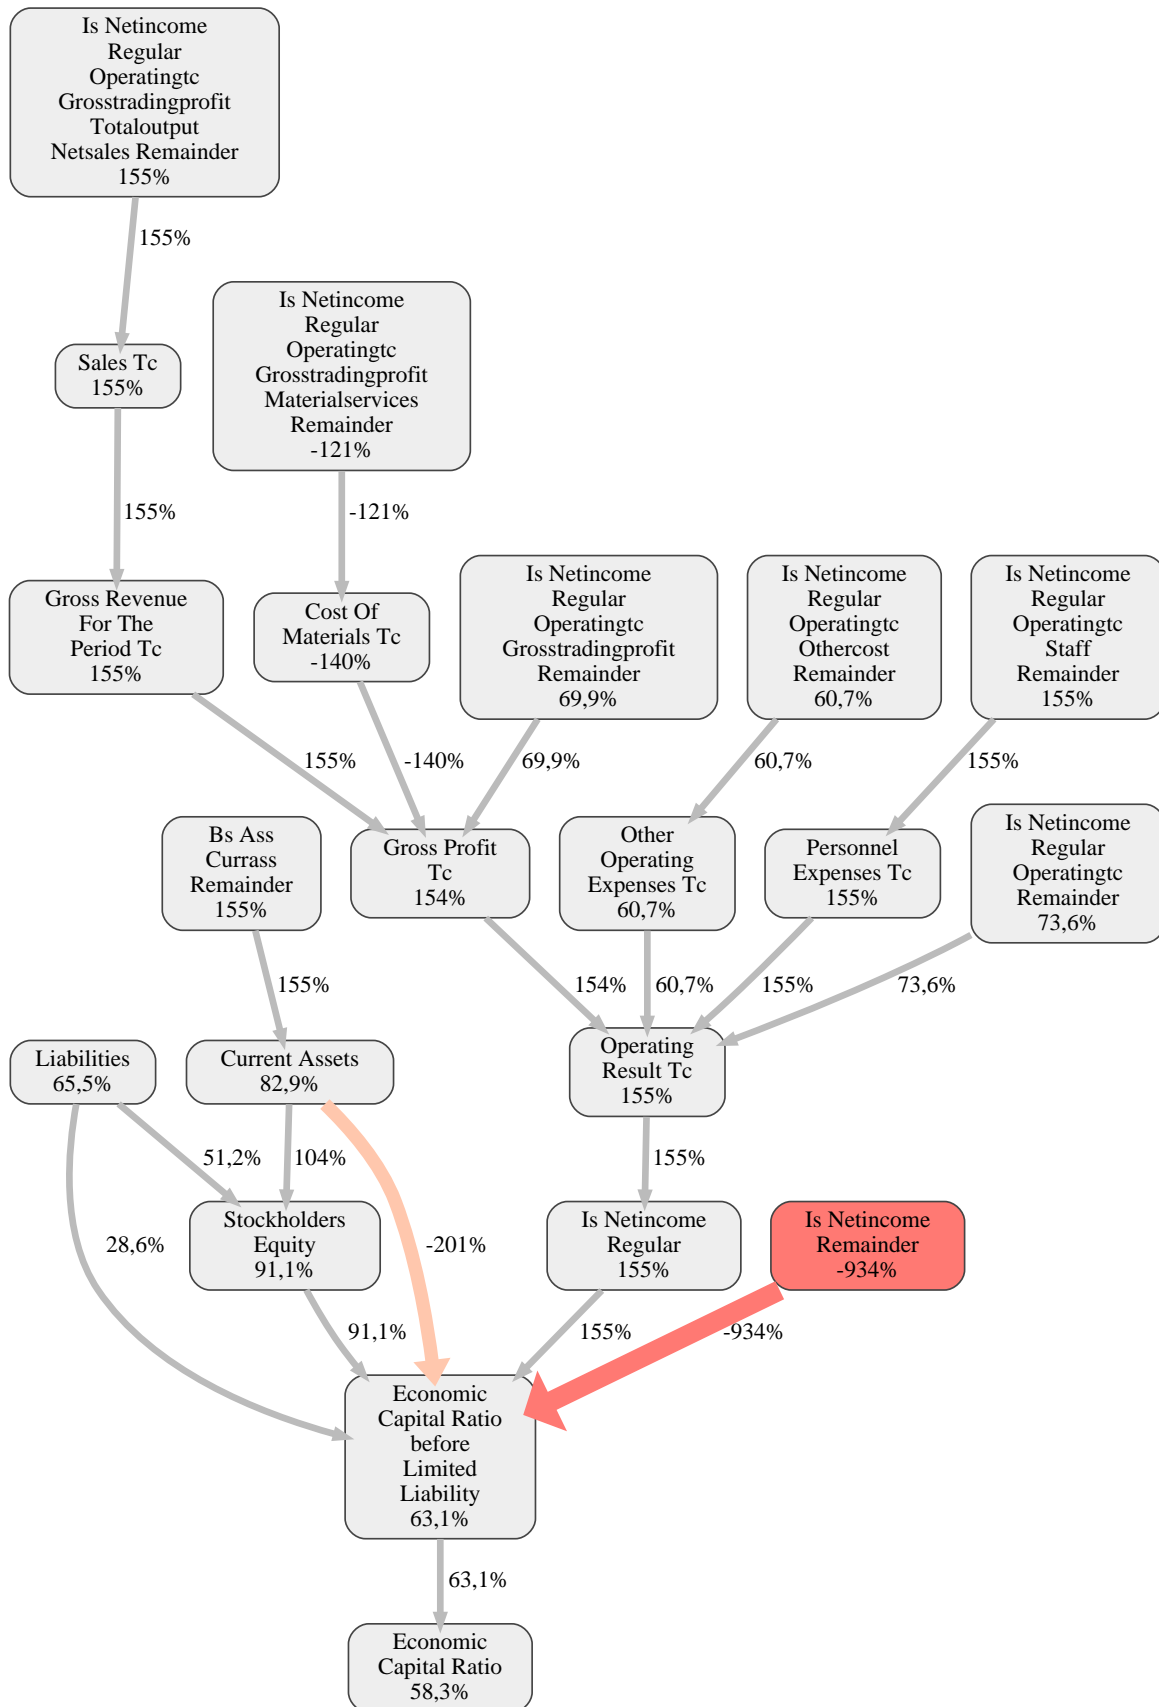 Is Netincome
Regular
Operatingtc
Grosstradingprofit
Totaloutput
Netsales Remainder
155%
155%
Is Netincome
Regular
Operatingtc
Grosstradingprofit
Materialservices
Remainder
-121%
Sales Tc
155%
155%
-121%
Gross Revenue
For The
Period Tc
155%
Cost Of
Materials Tc
-140%
Is Netincome
Regular
Operatingtc
Grosstradingprofit
Remainder
69,9%
Is Netincome
Regular
Operatingtc
Othercost
Remainder
60,7%
Is Netincome
Regular
Operatingtc
Staff
Remainder
155%
155%
-140%
69,9%
60,7%
155%
Bs Ass
Currass
Remainder
155%
Gross Profit
Tc
154%
Other
Operating
Expenses Tc
60,7%
Personnel
Expenses Tc
155%
Is Netincome
Regular
Operatingtc
Remainder
73,6%
155%
154%
60,7%
155%
73,6%
Liabilities
65,5%
Current Assets
82,9%
Operating
Result Tc
155%
51,2%
104%
155%
Stockholders
Equity
91,1%
Is Netincome
Regular
155%
Is Netincome
Remainder
-934%
28,6%
-201%
91,1%
155%
-934%
Economic
Capital Ratio
before
Limited
Liability
63,1%
63,1%
Economic
Capital Ratio
58,3%